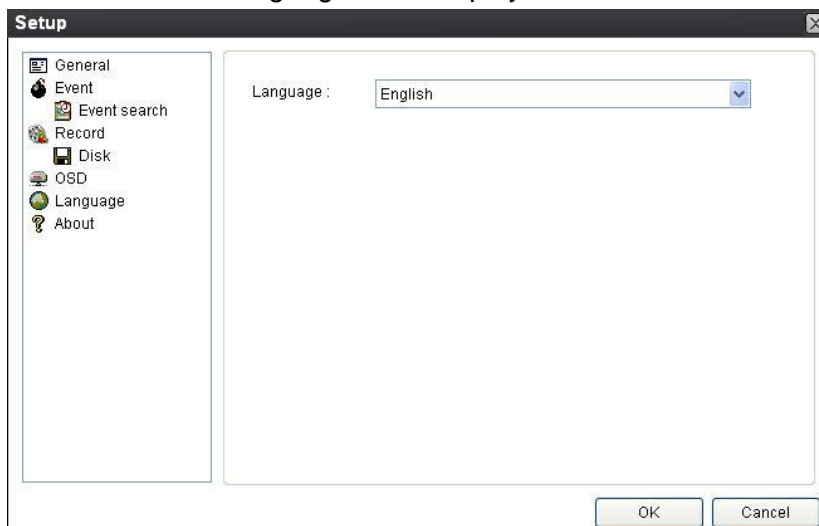 Setup
General
Event
Event search
Record
Disk
OSD
Language
About
Language :
English
OK
Cancel